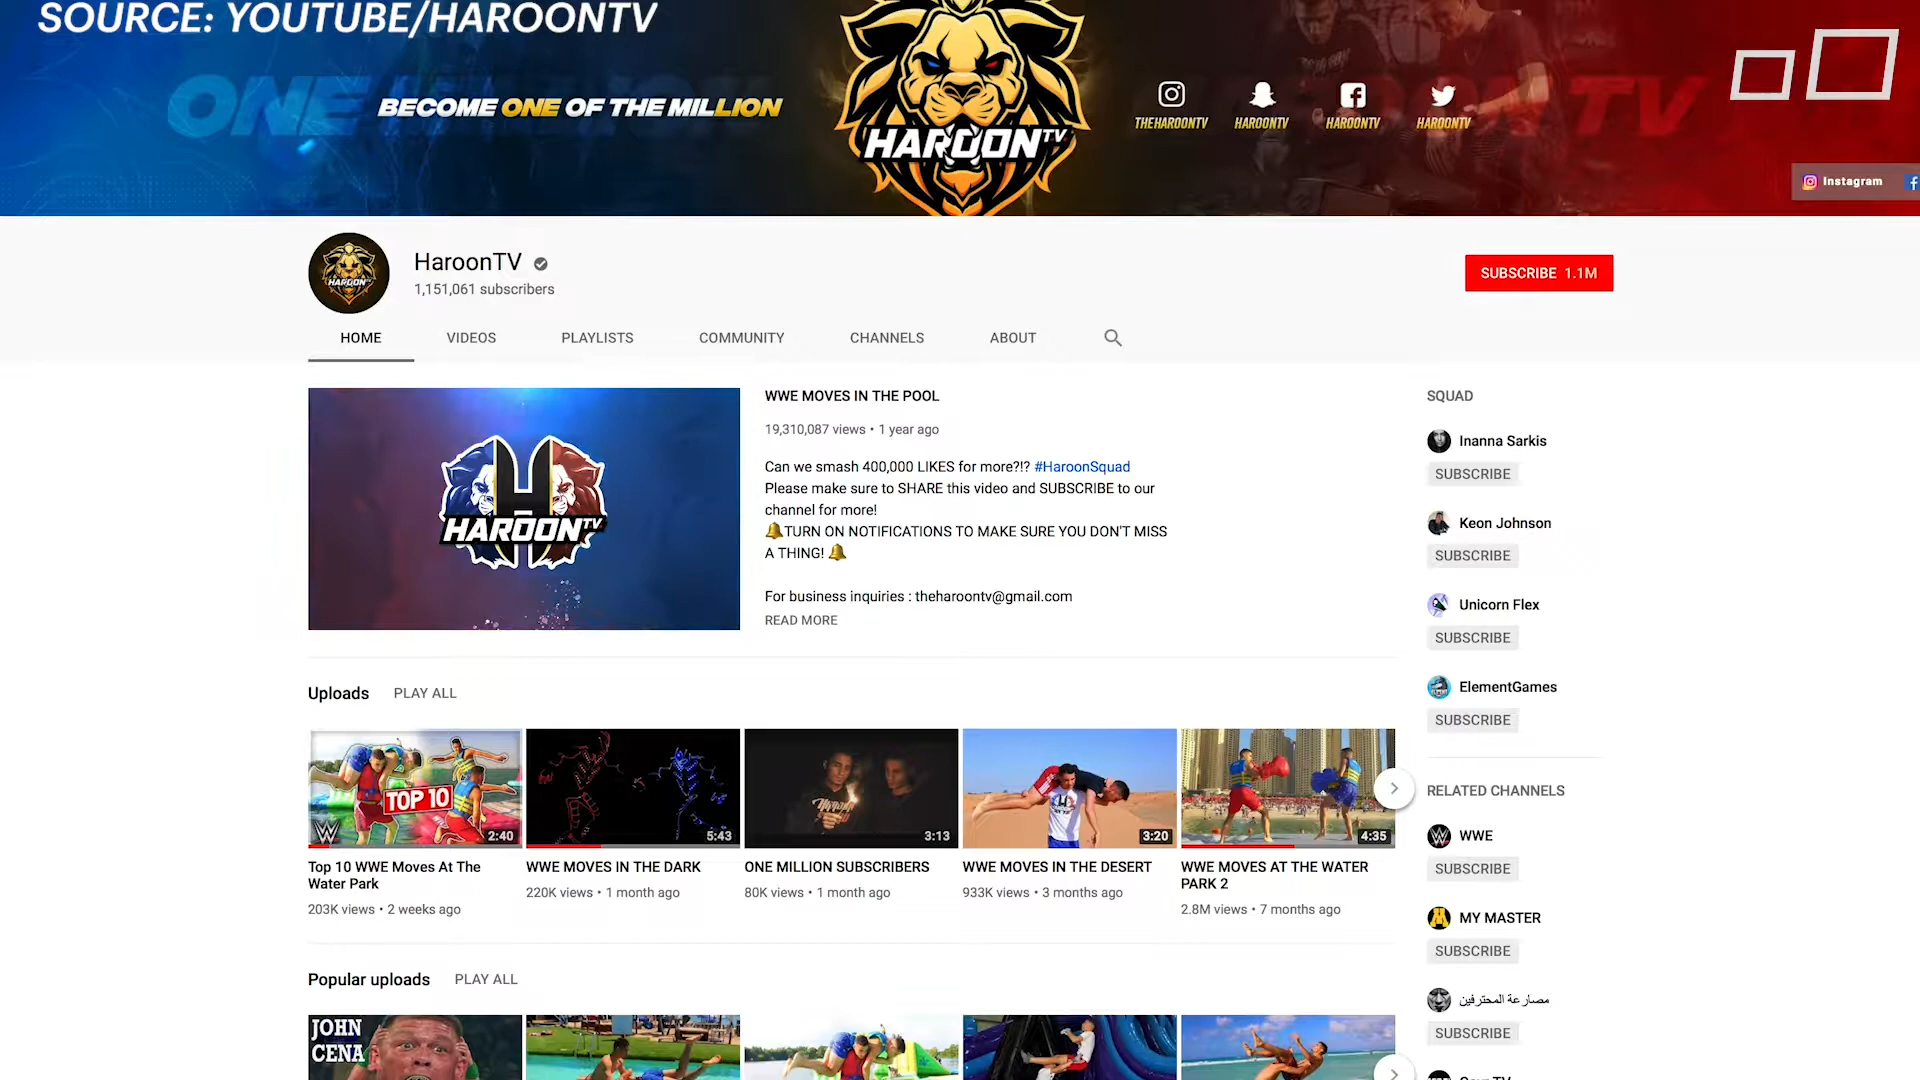 SOURCE: YOUTUBE/HAROONTV
BECOME ONE OF THE MILLION
HAROON TV
THEHAROONTV
HAROONTV
HAROONTV
HAROONTV
Instagram
HaroonTV
1,151,061 subscribers
SUBSCRIBE 1.1M
HOME
VIDEOS
PLAYLISTS
COMMUNITY
CHANNELS
ABOUT
HAROON TV
WWE MOVES IN THE POOL
19,310,087 views • 1 year ago
Can we smash 400,000 LIKES for more?!? #HaroonSquad
Please make sure to SHARE this video and SUBSCRIBE to our
channel for more!
🔔TURN ON NOTIFICATIONS TO MAKE SURE YOU DON'T MISS
A THING! 🔔
For business inquiries : theharoontv@gmail.com
READ MORE
SQUAD
Inanna Sarkis
SUBSCRIBE
Keon Johnson
SUBSCRIBE
Unicorn Flex
SUBSCRIBE
ElementGames
SUBSCRIBE
Uploads
PLAY ALL
TOP 10
2:40
5:43
3:13
3:20
4:35
Top 10 WWE Moves At The
Water Park
203K views • 2 weeks ago
WWE MOVES IN THE DARK
220K views • 1 month ago
ONE MILLION SUBSCRIBERS
80K views • 1 month ago
WWE MOVES IN THE DESERT
933K views • 3 months ago
WWE MOVES AT THE WATER
PARK 2
2.8M views • 7 months ago
RELATED CHANNELS
WWE
SUBSCRIBE
MY MASTER
SUBSCRIBE
مصارعة المحترفين
SUBSCRIBE
Popular uploads
PLAY ALL
JOHN
CENA